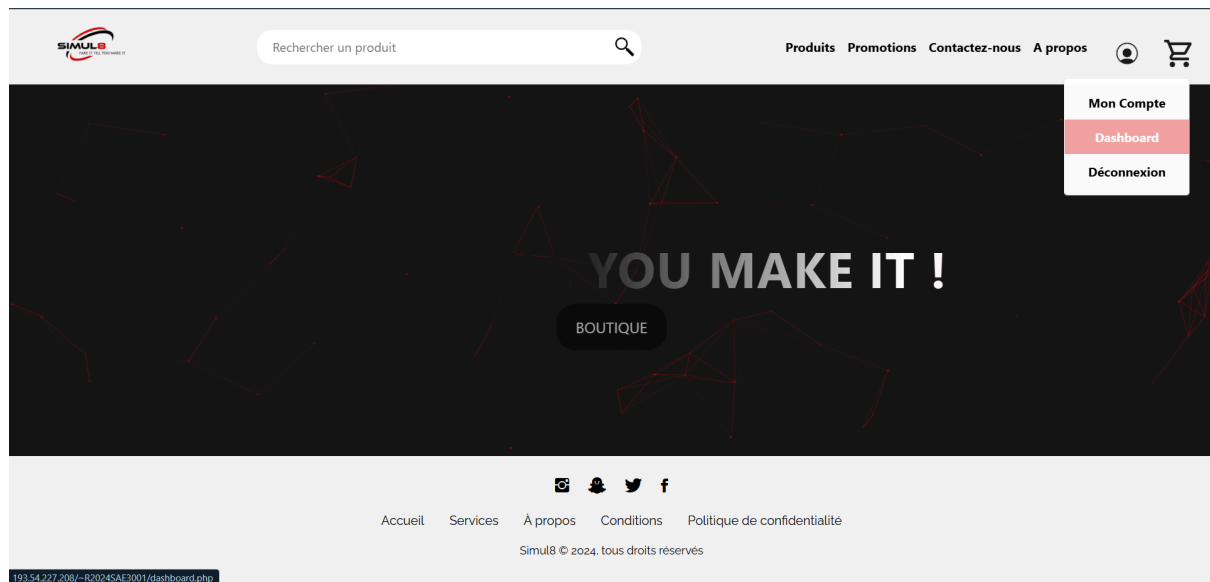 SIMUL8
Rechercher un produit
Produits Promotions Contactez-nous A propos
Mon Compte
Dashboard
Déconnexion
YOU MAKE IT !
BOUTIQUE
Accueil Services À propos Conditions Politique de confidentialité
Simul8 © 2024, tous droits réservés
193.54.227.208/~R2024SAE3001/dashboard.php